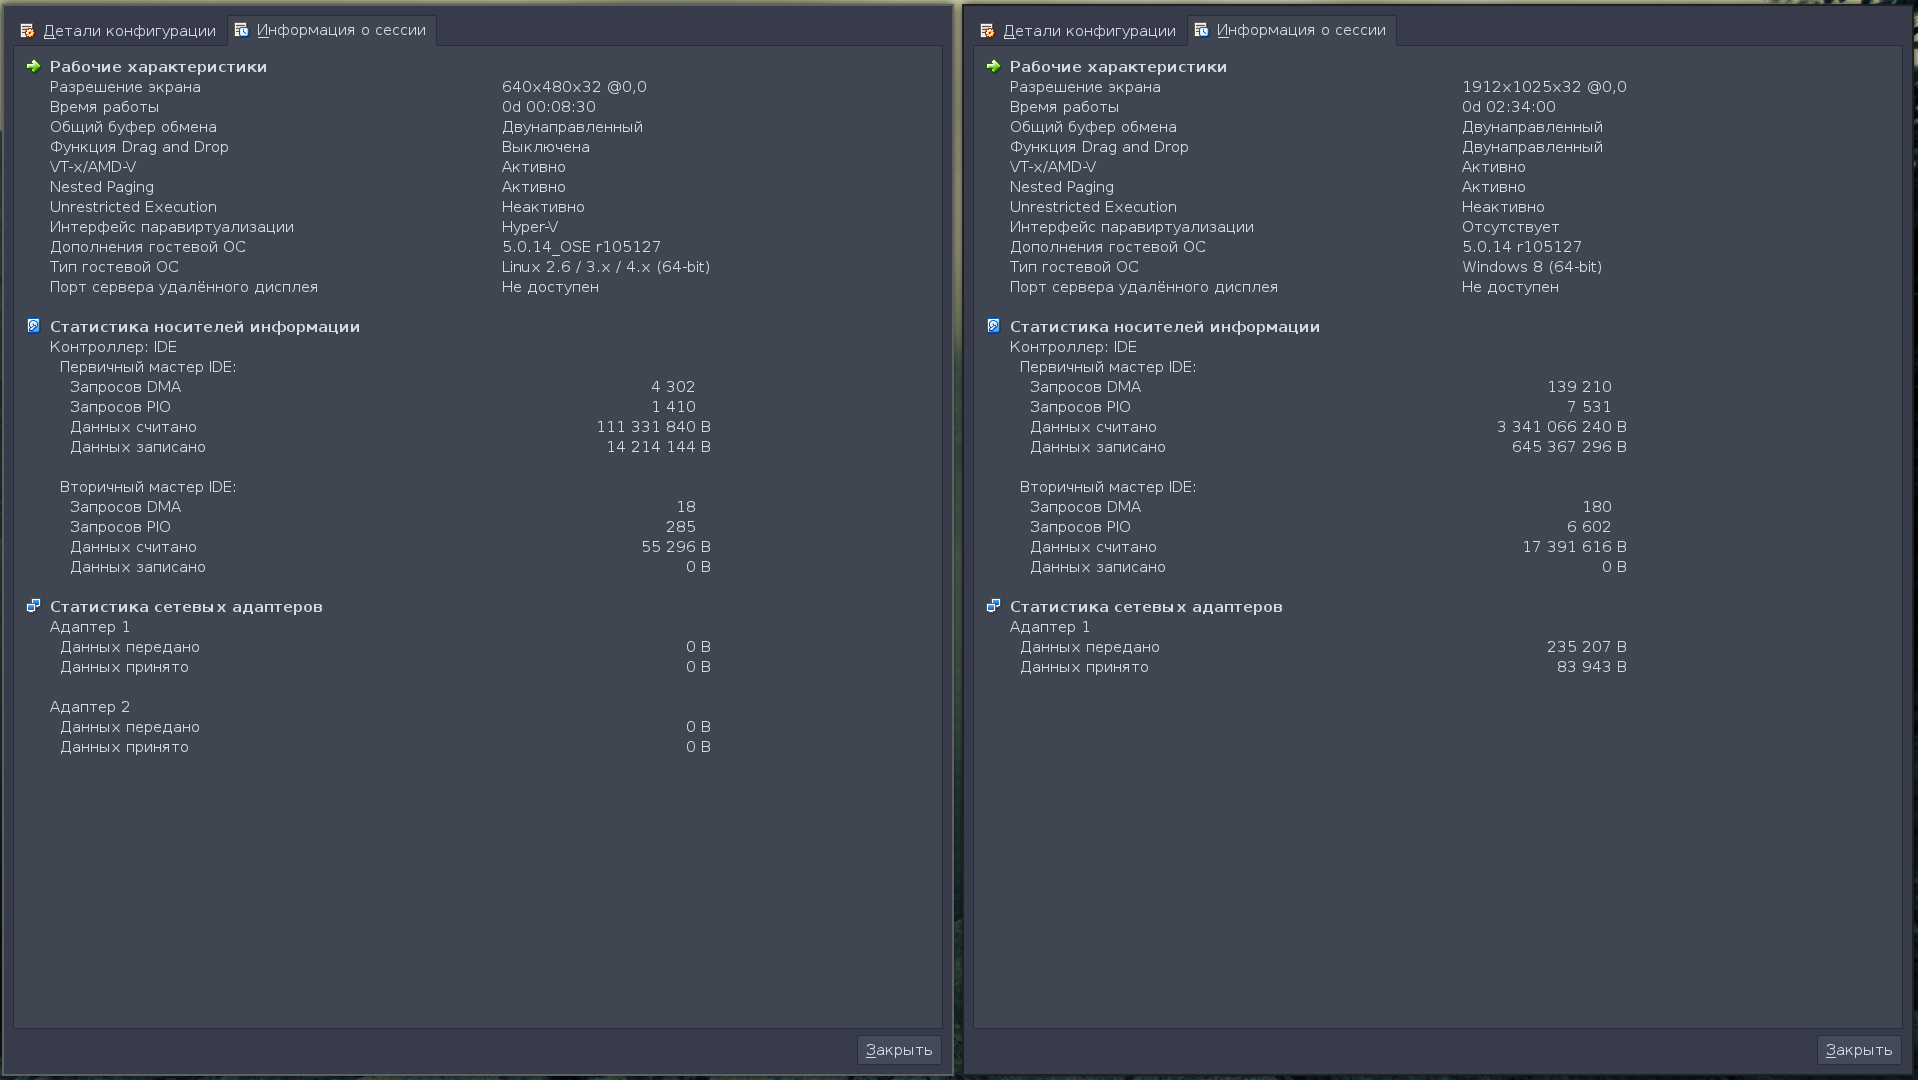 Детали конфигурации
Информация о сессии
Рабочие характеристики
Разрешение экрана 640x480x32 @0,0
Время работы 0d 00:08:30
Общий буфер обмена Двунаправленный
Функция Drag and Drop Выключена
VT-x/AMD-V Активно
Nested Paging Активно
Unrestricted Execution Неактивно
Интерфейс паравиртуализации Hyper-V
Дополнения гостевой ОС 5.0.14_OSE r105127
Тип гостевой ОС Linux 2.6 / 3.x / 4.x (64-bit)
Порт сервера удалённого дисплея Не доступен
Статистика носителей информации
Контроллер: IDE
Первичный мастер IDE:
Запросов DMA 4 302
Запросов PIO 1 410
Данных считано 111 331 840 B
Данных записано 14 214 144 B
Вторичный мастер IDE:
Запросов DMA 18
Запросов PIO 285
Данных считано 55 296 B
Данных записано 0 B
Статистика сетевых адаптеров
Адаптер 1
Данных передано 0 B
Данных принято 0 B
Адаптер 2
Данных передано 0 B
Данных принято 0 B
Закрыть
Детали конфигурации
Информация о сессии
Рабочие характеристики
Разрешение экрана 1912x1025x32 @0,0
Время работы 0d 02:34:00
Общий буфер обмена Двунаправленный
Функция Drag and Drop Двунаправленный
VT-x/AMD-V Активно
Nested Paging Активно
Unrestricted Execution Неактивно
Интерфейс паравиртуализации Отсутствует
Дополнения гостевой ОС 5.0.14 r105127
Тип гостевой ОС Windows 8 (64-bit)
Порт сервера удалённого дисплея Не доступен
Статистика носителей информации
Контроллер: IDE
Первичный мастер IDE:
Запросов DMA 139 210
Запросов PIO 7 531
Данных считано 3 341 066 240 B
Данных записано 645 367 296 B
Вторичный мастер IDE:
Запросов DMA 180
Запросов PIO 6 602
Данных считано 17 391 616 B
Данных записано 0 B
Статистика сетевых адаптеров
Адаптер 1
Данных передано 235 207 B
Данных принято 83 943 B
Закрыть